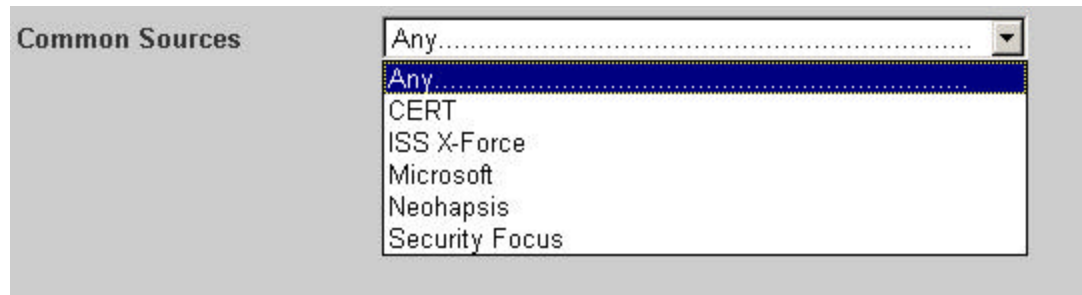 Common Sources Any...................................................................
Any......................................................................
CERT
ISS X-Force
Microsoft
Neohapsis
Security Focus